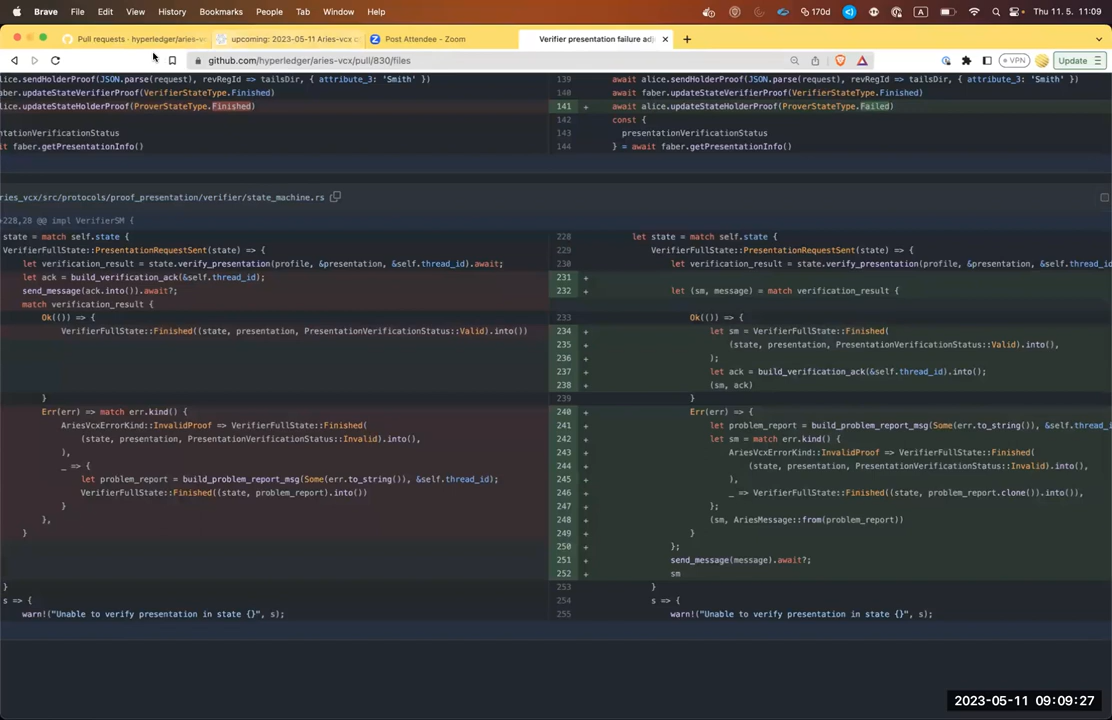 Brave File Edit View History Bookmarks People Tab Window Help 170d Thu 11. 5. 11:09
Pull requests · hyperledger/aries-v
upcoming: 2023-05-11 Aries-vcx c
Post Attendee - Zoom
Verifier presentation failure adj
github.com/hyperledger/aries-vcx/pull/830/files
VPN
Update
alice.sendHolderProof(JSON.parse(request), revRegId => tailsDir, { attribute_3: 'Smith' })
aber.updateStateVerifierProof(VerifierStateType.Finished)
lice.updateStateHolderProof(ProverStateType.Finished)
ntationVerificationStatus
it faber.getPresentationInfo()
139 await alice.sendHolderProof(JSON.parse(request), revRegId => tailsDir, { attribute_3: 'Smith' })
140 await faber.updateStateVerifierProof(VerifierStateType.Finished)
141 + await alice.updateStateHolderProof(ProverStateType.Failed)
142 const {
143 presentationVerificationStatus
144 } = await faber.getPresentationInfo()
ries_vcx/src/protocols/proof_presentation/verifier/state_machine.rs
+228,28 @@ impl VerifierSM {
state = match self.state {
VerifierFullState::PresentationRequestSent(state) => {
let verification_result = state.verify_presentation(profile, &presentation, &self.thread_id).await;
let ack = build_verification_ack(&self.thread_id);
send_message(ack.into()).await?;
match verification_result {
Ok(()) => {
VerifierFullState::Finished((state, presentation, PresentationVerificationStatus::Valid).into())
}
Err(err) => match err.kind() {
AriesVcxErrorKind::InvalidProof => VerifierFullState::Finished(
(state, presentation, PresentationVerificationStatus::Invalid).into(),
),
_ => {
let problem_report = build_problem_report_msg(Some(err.to_string()), &self.thread_id);
VerifierFullState::Finished((state, problem_report).into())
}
},
}
}
s => {
warn!("Unable to verify presentation in state {}", s);
228 let state = match self.state {
229 VerifierFullState::PresentationRequestSent(state) => {
230 let verification_result = state.verify_presentation(profile, &presentation, &self.thread_id
231 +
232 + let (sm, message) = match verification_result {
233 Ok(()) => {
234 + let sm = VerifierFullState::Finished(
235 + (state, presentation, PresentationVerificationStatus::Valid).into(),
236 + );
237 + let ack = build_verification_ack(&self.thread_id).into();
238 + (sm, ack)
239 }
240 + Err(err) => {
241 + let problem_report = build_problem_report_msg(Some(err.to_string()), &self.thread_i
242 + let sm = match err.kind() {
243 + AriesVcxErrorKind::InvalidProof => VerifierFullState::Finished(
244 + (state, presentation, PresentationVerificationStatus::Invalid).into(),
245 + ),
246 + _ => VerifierFullState::Finished((state, problem_report.clone()).into()),
247 + };
248 + (sm, AriesMessage::from(problem_report))
249 + }
250 + };
251 + send_message(message).await?;
252 + sm
253 }
254 s => {
255 warn!("Unable to verify presentation in state {}", s);
2023-05-11 09:09:27